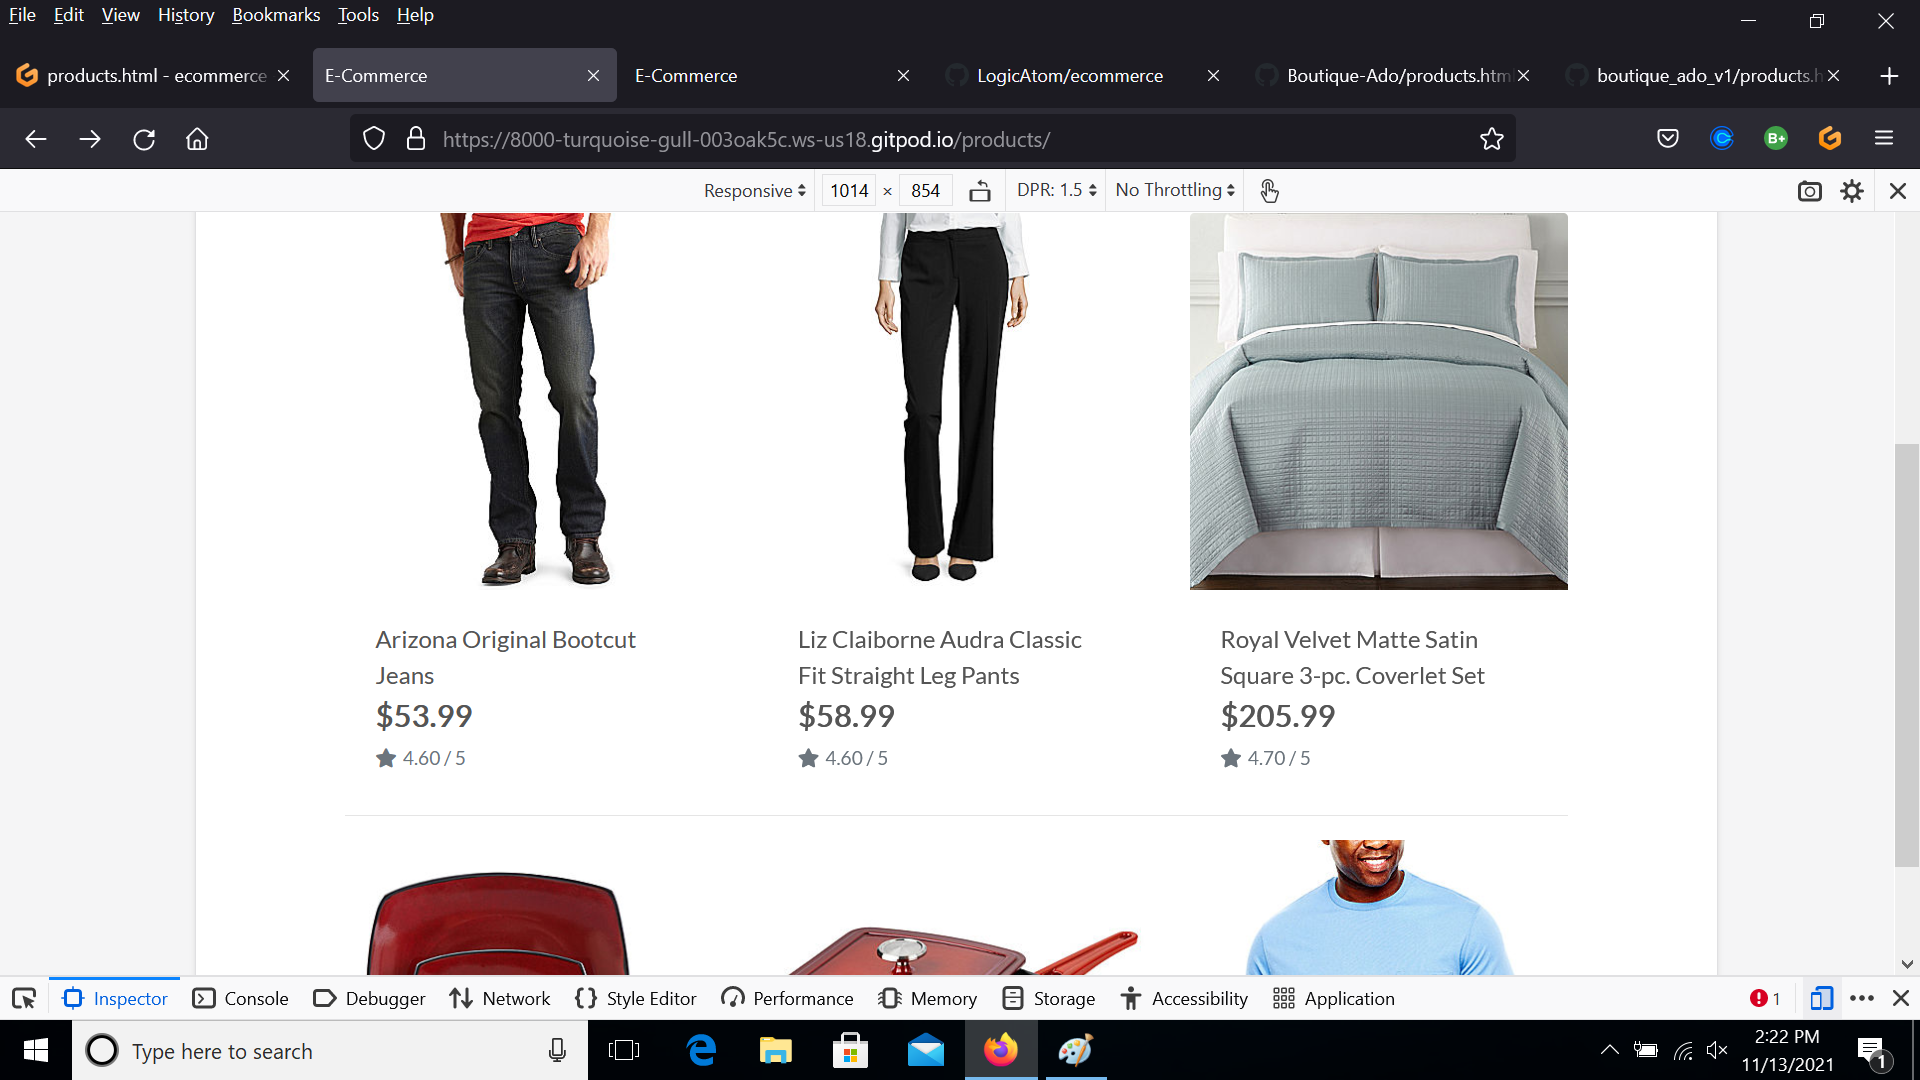 File Edit View History Bookmarks Tools Help
products.html - ecommerce
E-Commerce
E-Commerce
LogicAtom/ecommerce
Boutique-Ado/products.htm
boutique_ado_v1/products.h
https://8000-turquoise-gull-003oak5c.ws-us18.gitpod.io/products/
B+
Responsive 1014 × 854 DPR: 1.5 No Throttling
Arizona Original Bootcut
Jeans
$53.99
4.60 / 5
Liz Claiborne Audra Classic
Fit Straight Leg Pants
$58.99
4.60 / 5
Royal Velvet Matte Satin
Square 3-pc. Coverlet Set
$205.99
4.70 / 5
Inspector Console Debugger Network Style Editor Performance Memory Storage Accessibility Application 1
Type here to search
2:22 PM
11/13/2021
1